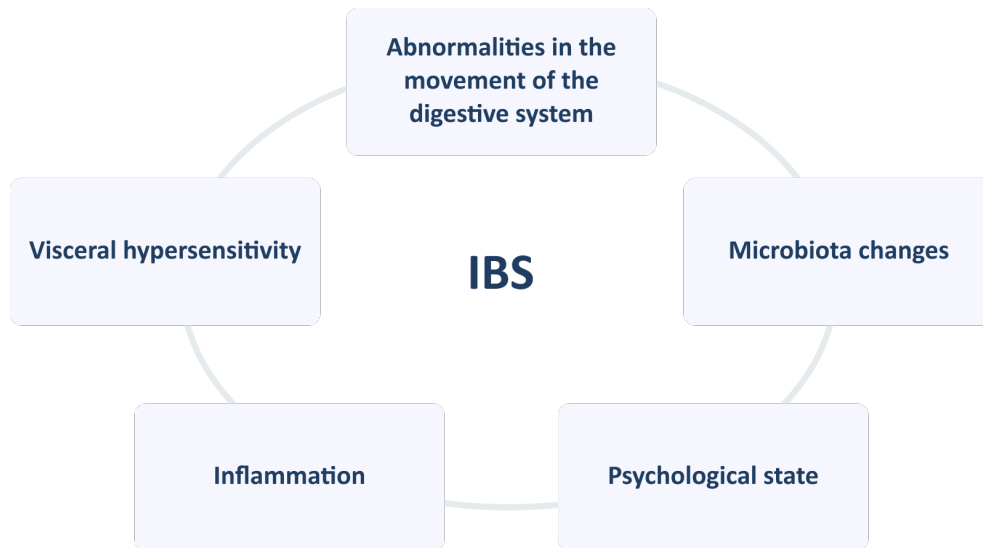 Abnormalities in the
movement of the
digestive system
Visceral hypersensitivity
Microbiota changes
IBS
Inflammation
Psychological state